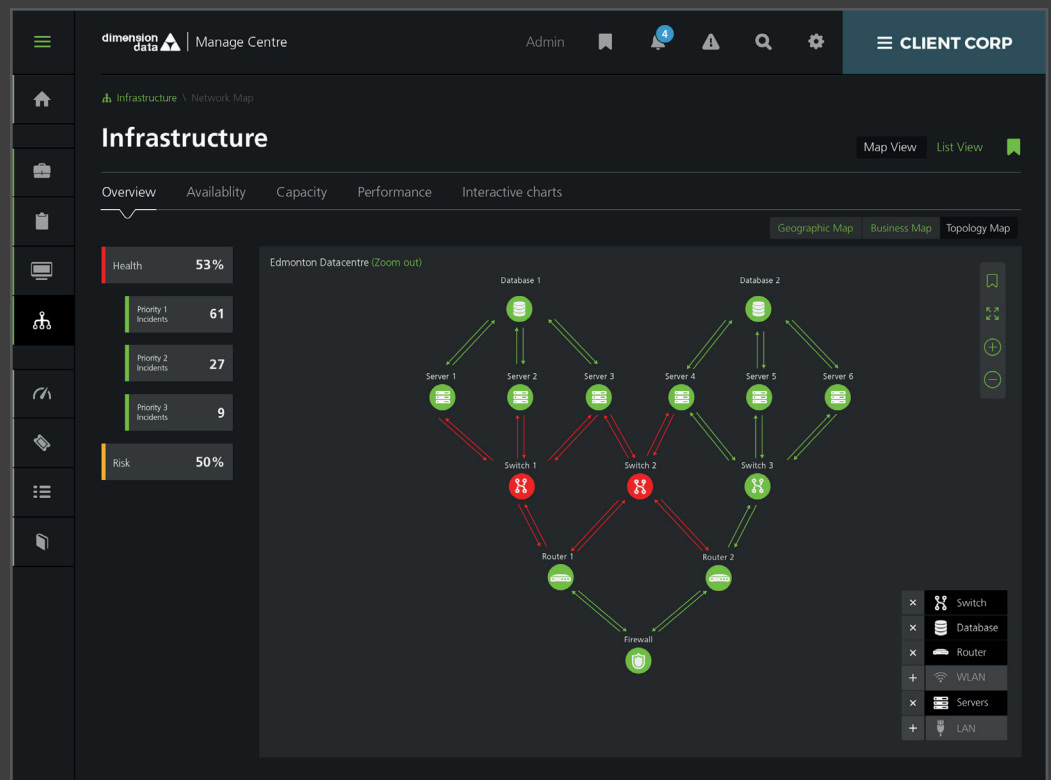 dimension
data
Manage Centre
Admin
4
CLIENT CORP
Infrastructure \ Network Map
Infrastructure
Map View
List View
Overview
Availablity
Capacity
Performance
Interactive charts
Geographic Map
Business Map
Topology Map
Health 53%
Priority 1
Incidents 61
Priority 2
Incidents 27
Priority 3
Incidents 9
Risk 50%
Edmonton Datacentre (Zoom out)
Database 1
Database 2
Server 1
Server 2
Server 3
Server 4
Server 5
Server 6
Switch 1
Switch 2
Switch 3
Router 1
Router 2
Firewall
× Switch
× Database
× Router
+ WLAN
× Servers
+ LAN